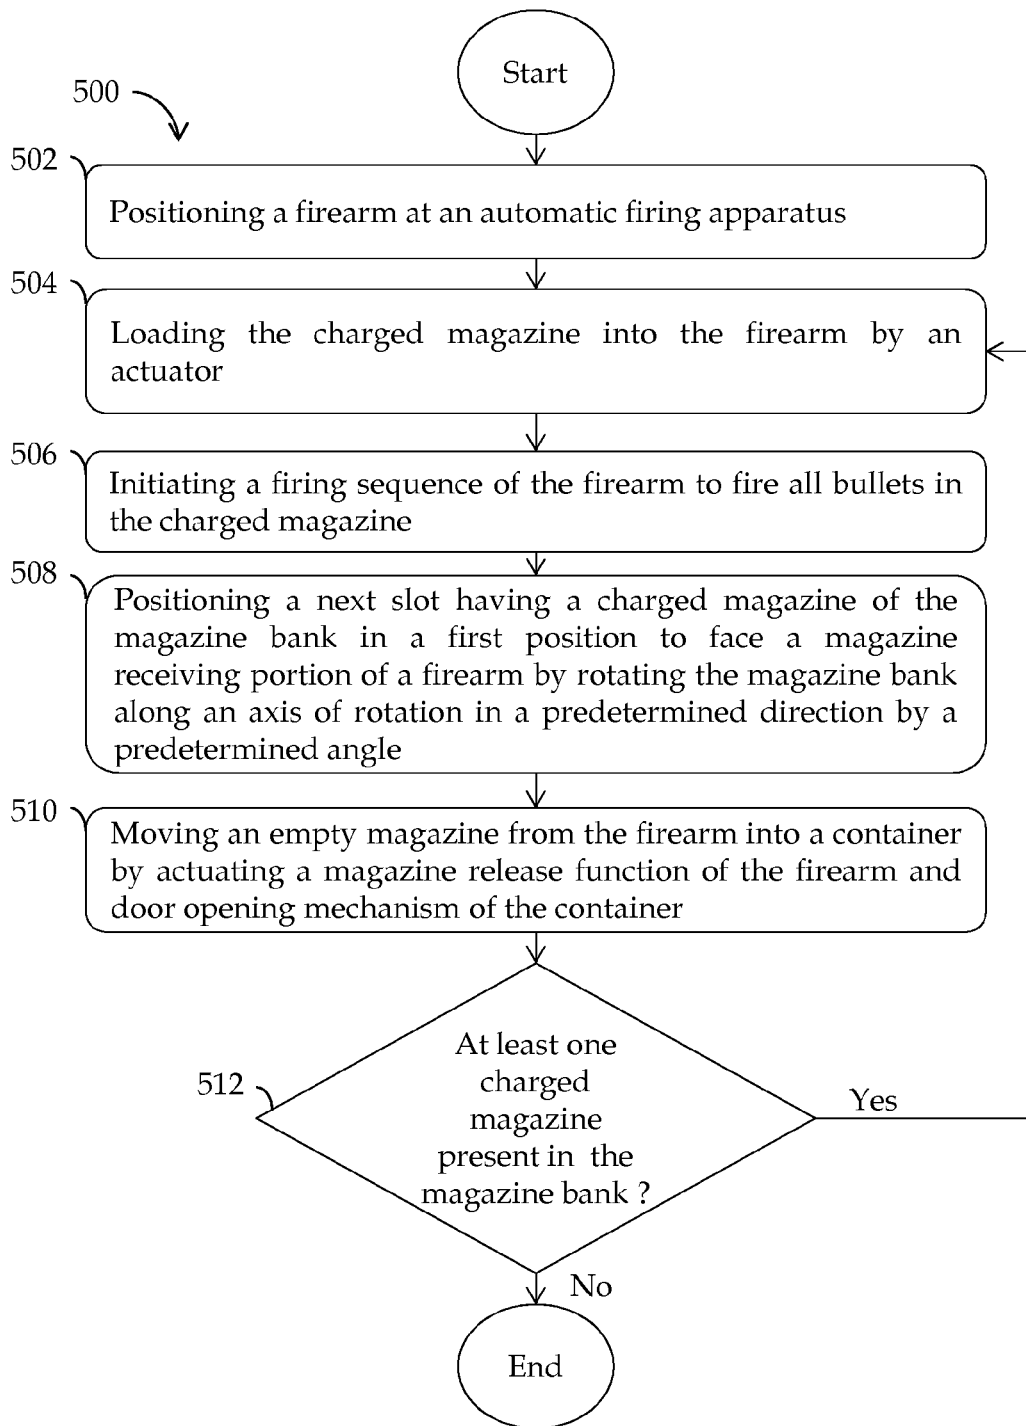 Start
500
502
Positioning a firearm at an automatic firing apparatus
504
Loading the charged magazine into the firearm by an
actuator
506
Initiating a firing sequence of the firearm to fire all bullets in
the charged magazine
508
Positioning a next slot having a charged magazine of the
magazine bank in a first position to face a magazine
receiving portion of a firearm by rotating the magazine bank
along an axis of rotation in a predetermined direction by a
predetermined angle
510
Moving an empty magazine from the firearm into a container
by actuating a magazine release function of the firearm and
door opening mechanism of the container
512
At least one
charged
magazine
present in the
magazine bank ?
Yes
No
End